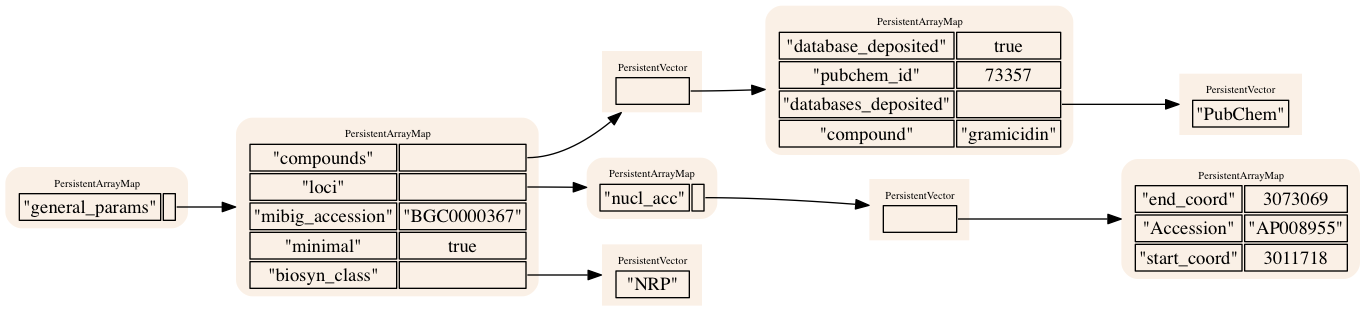 PersistentArrayMap
"general_params"
PersistentArrayMap
"compounds"
"loci"
"mibig_accession" "BGC0000367"
"minimal" true
"biosyn_class"
PersistentVector
PersistentArrayMap
"database_deposited" true
"pubchem_id" 73357
"databases_deposited"
"compound" "gramicidin"
PersistentVector
"PubChem"
PersistentArrayMap
"nucl_acc"
PersistentVector
PersistentArrayMap
"end_coord" 3073069
"Accession" "AP008955"
"start_coord" 3011718
PersistentVector
"NRP"